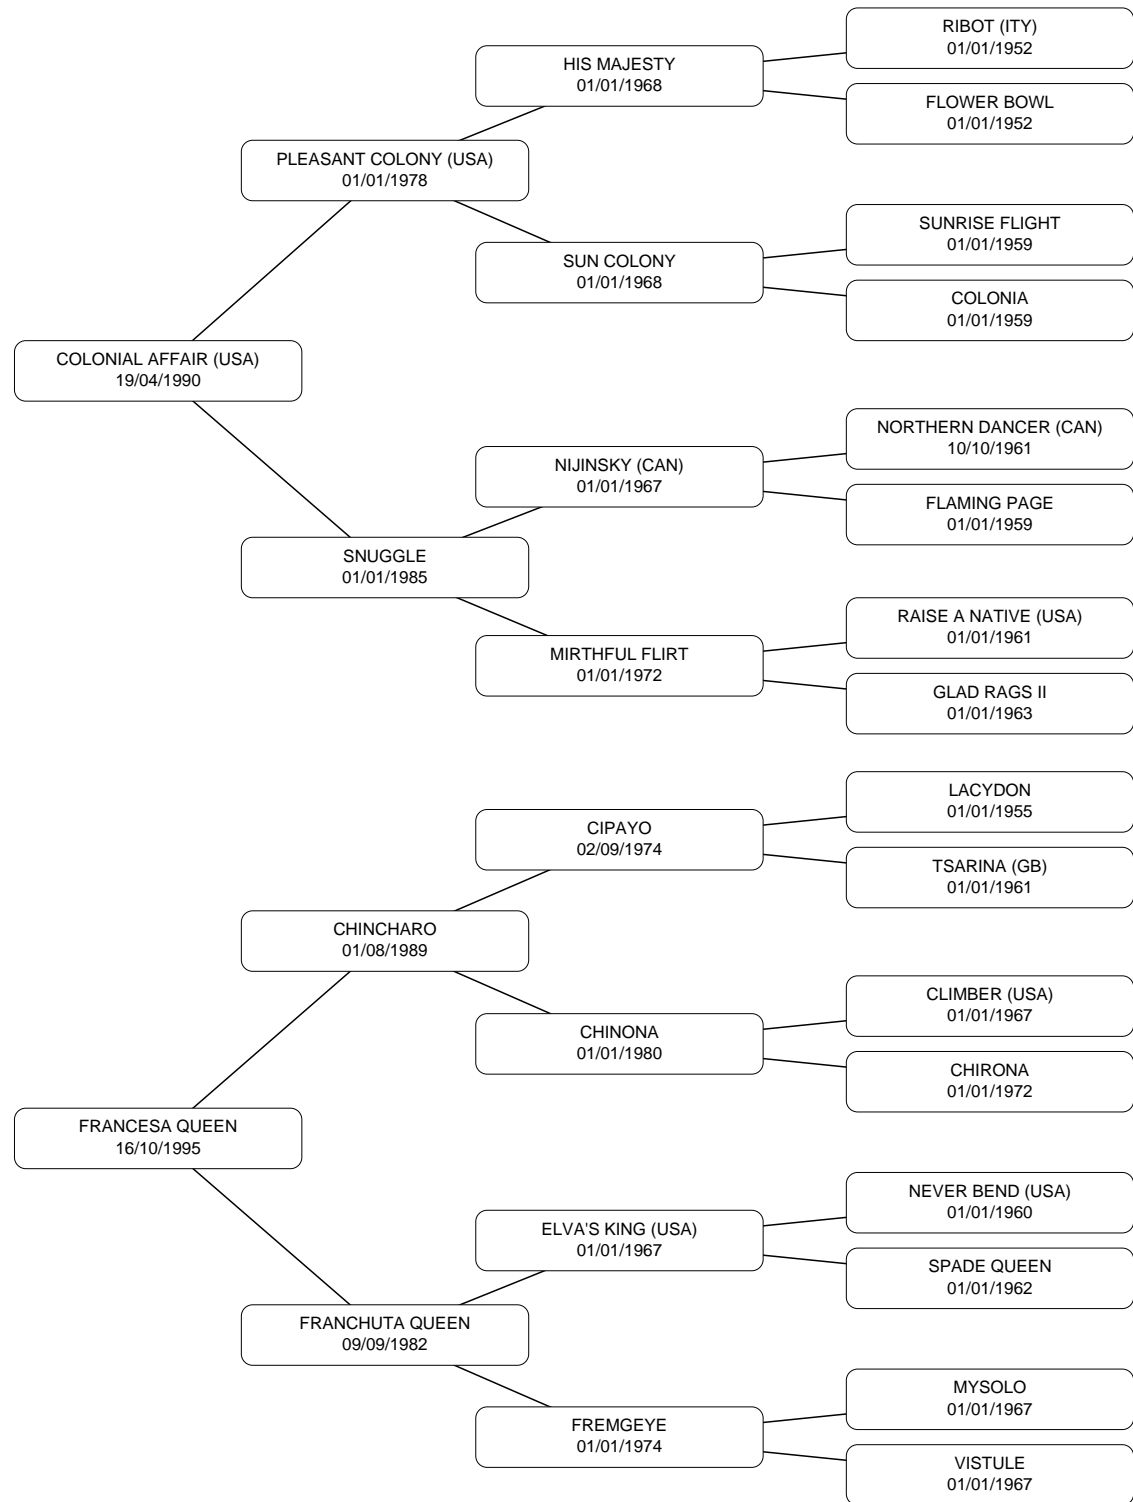 RIBOT (ITY)
01/01/1952
HIS MAJESTY
01/01/1968
FLOWER BOWL
01/01/1952
PLEASANT COLONY (USA)
01/01/1978
SUNRISE FLIGHT
01/01/1959
SUN COLONY
01/01/1968
COLONIA
01/01/1959
COLONIAL AFFAIR (USA)
19/04/1990
NORTHERN DANCER (CAN)
10/10/1961
NIJINSKY (CAN)
01/01/1967
FLAMING PAGE
01/01/1959
SNUGGLE
01/01/1985
RAISE A NATIVE (USA)
01/01/1961
MIRTHFUL FLIRT
01/01/1972
GLAD RAGS II
01/01/1963
LACYDON
01/01/1955
CIPAYO
02/09/1974
TSARINA (GB)
01/01/1961
CHINCHARO
01/08/1989
CLIMBER (USA)
01/01/1967
CHINONA
01/01/1980
CHIRONA
01/01/1972
FRANCESA QUEEN
16/10/1995
NEVER BEND (USA)
01/01/1960
ELVA'S KING (USA)
01/01/1967
SPADE QUEEN
01/01/1962
FRANCHUTA QUEEN
09/09/1982
MYSOLO
01/01/1967
FREMGEYE
01/01/1974
VISTULE
01/01/1967